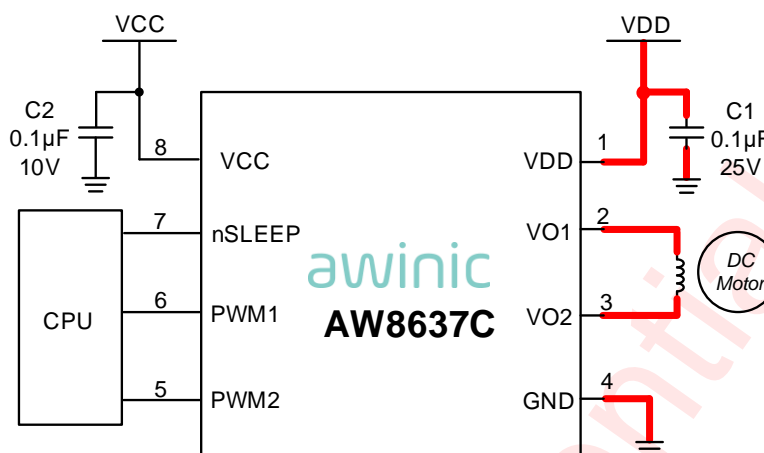 VCC
VDD
C2
0.1µF
10V
C1
0.1µF
25V
8
VCC
1
VDD
7
nSLEEP
2
VO1
awinic
AW8637C
DC
Motor
CPU
6
PWM1
3
VO2
5
PWM2
4
GND